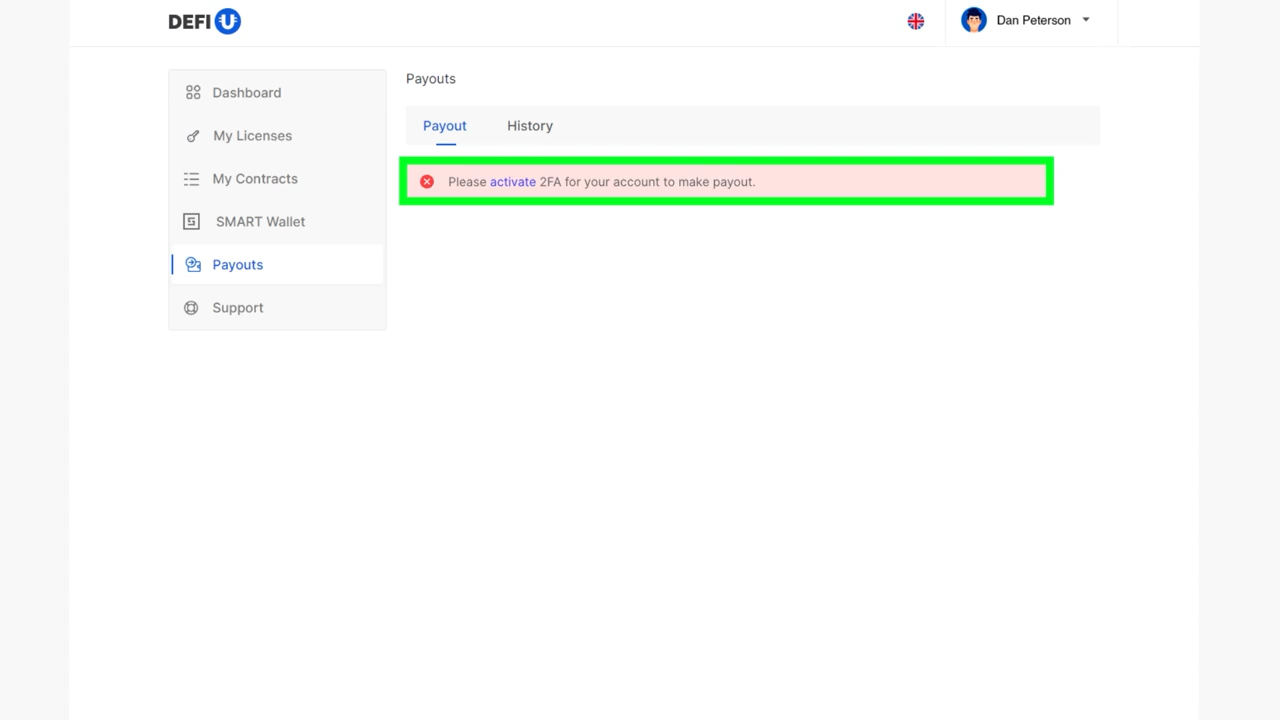 DEFI U
Dan Peterson
Dashboard
My Licenses
My Contracts
SMART Wallet
Payouts
Support
Payouts
Payout History
Please activate 2FA for your account to make payout.